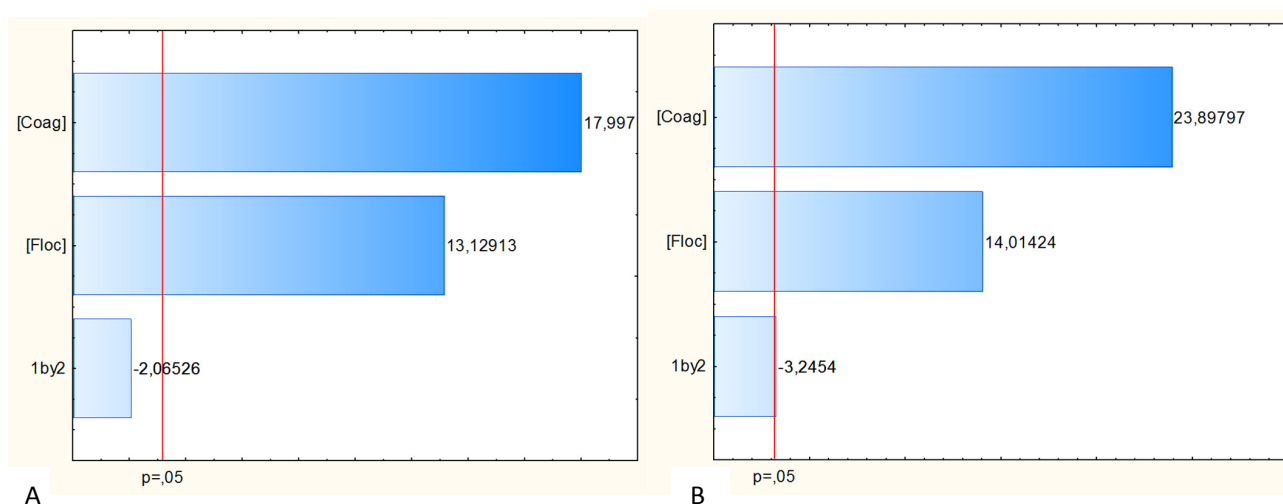 [Coag]
17,997
[Floc]
13,12913
1by2
-2,06526
p=,05
A
[Coag]
23,89797
[Floc]
14,01424
1by2
-3,2454
p=,05
B